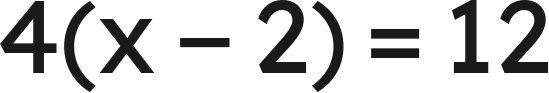 4(x – 2) = 12